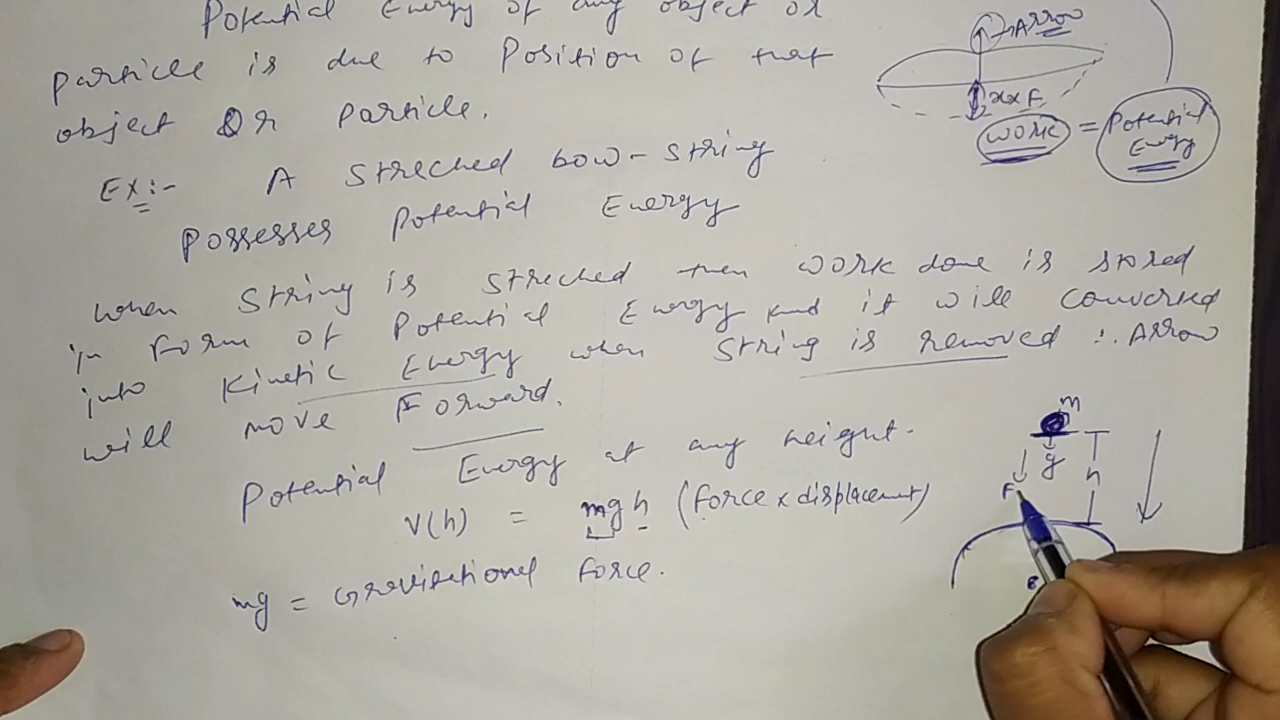 Potential Energy of any object or
particle is due to position of that
object OR particle.
Ex:- A streched bow-string
possesses potential Energy
when string is streched then work done is stored
in form of potential Energy and it will converted
into kinetic Energy when string is removed ∴ Arrow
will move Forward.
Potential Energy at any height.
V(h) = mgh (force x displacement)
mg = Gravitational force.
→Arrow
x x F
work = potential Energy
m
g
F
h